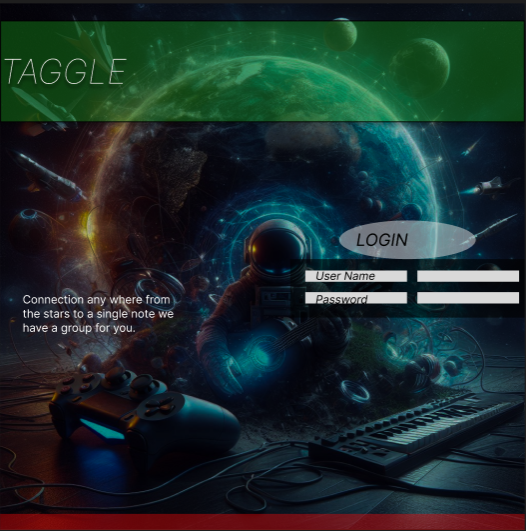 TAGGLE
LOGIN
User Name
Password
Connection any where from
the stars to a single note we
have a group for you.